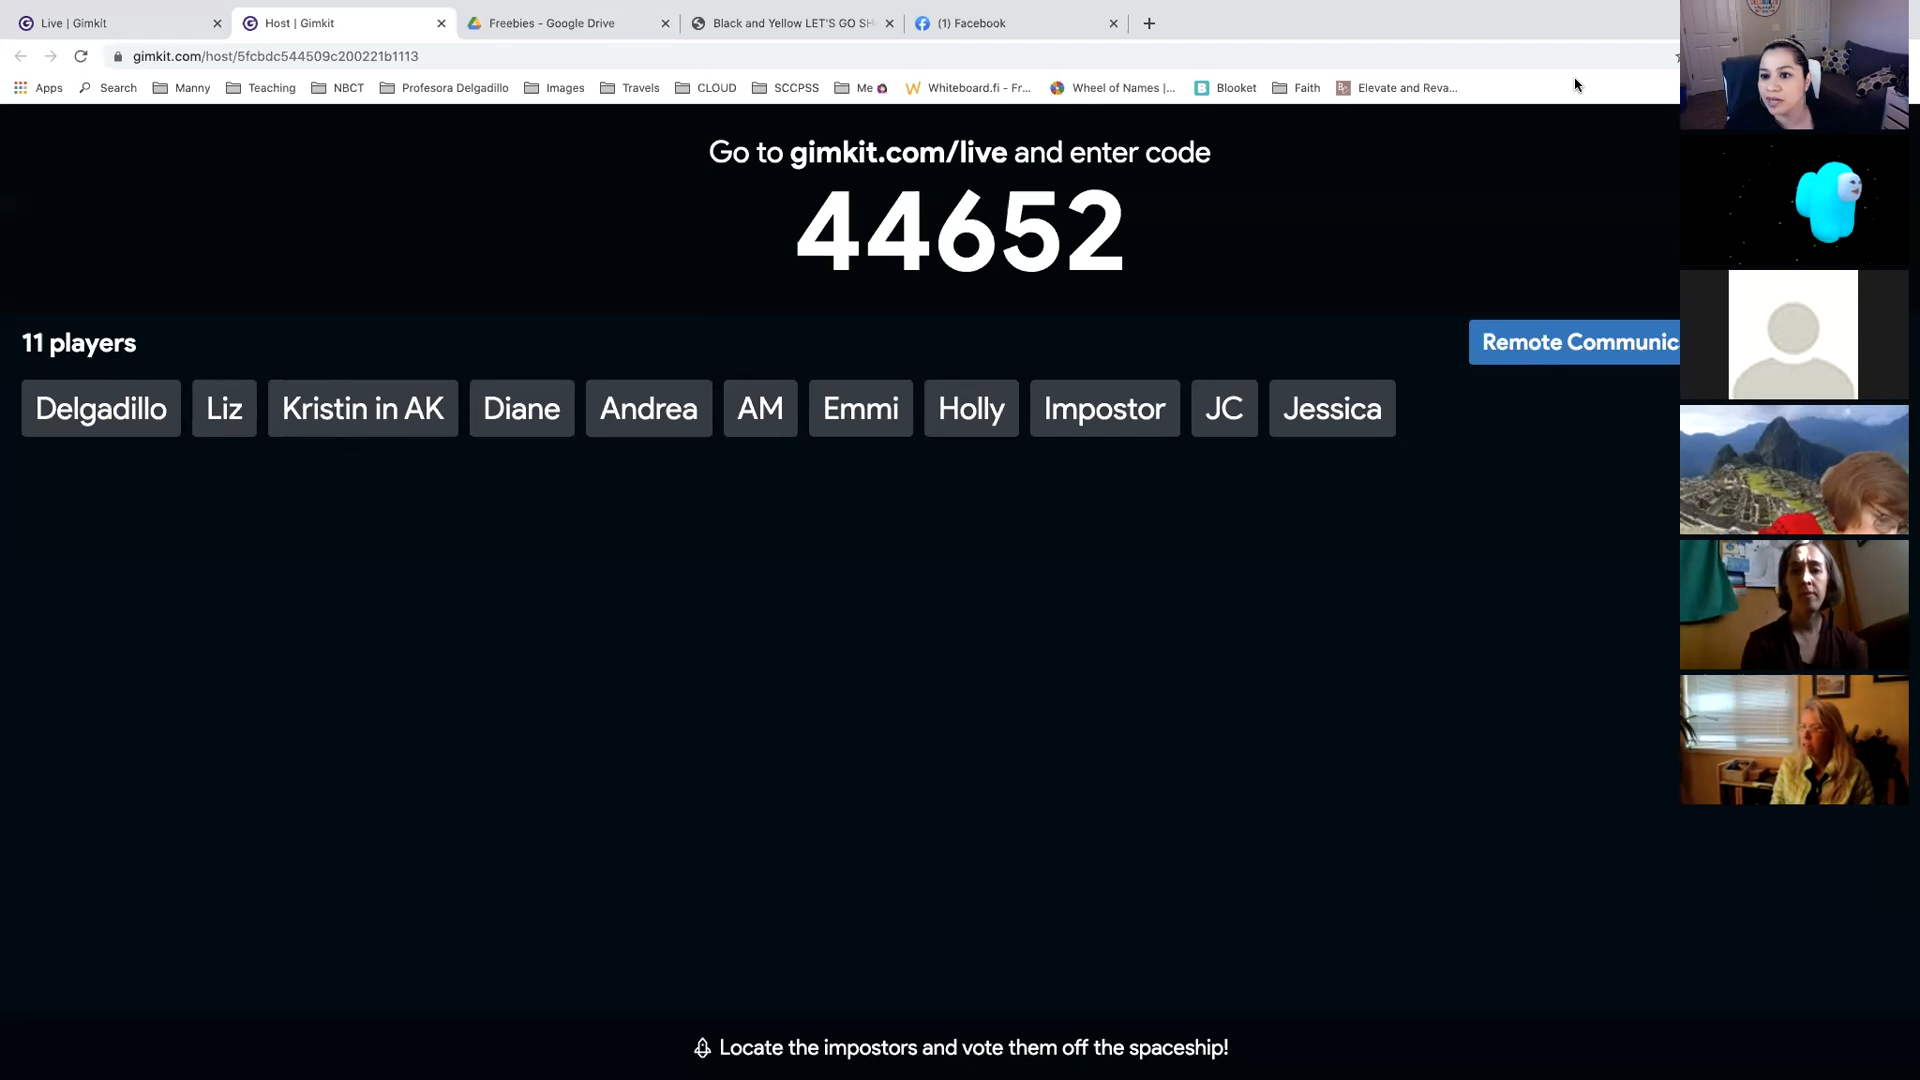 Live | Gimkit
Host | Gimkit
Freebies - Google Drive
Black and Yellow LET'S GO SH
(1) Facebook
gimkit.com/host/5fcbdc544509c200221b1113
Apps Search Manny Teaching NBCT Profesora Delgadillo Images Travels CLOUD SCCPSS Me Whiteboard.fi - Fr... Wheel of Names |... Blooket Faith Elevate and Reva...
Go to gimkit.com/live and enter code
44652
11 players
Remote Communic
Delgadillo Liz Kristin in AK Diane Andrea AM Emmi Holly Impostor JC Jessica
Locate the impostors and vote them off the spaceship!